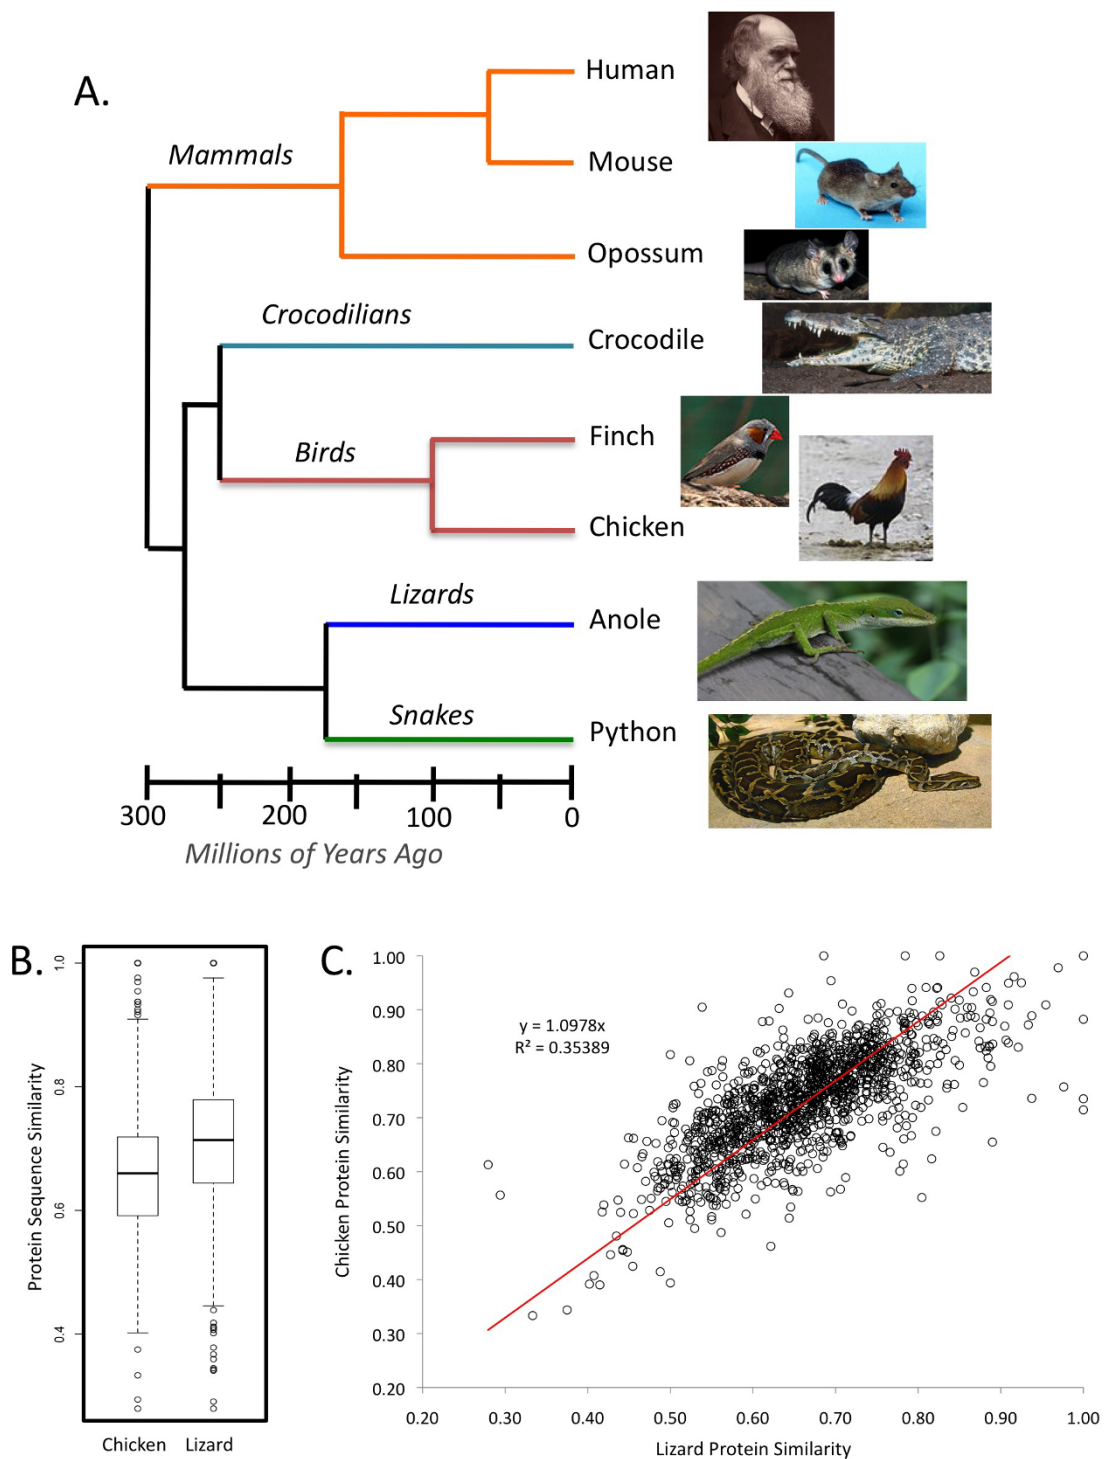 A.
Human
Mammals
Mouse
Opossum
Crocodilians
Crocodile
Finch
Birds
Chicken
Lizards
Anole
Snakes
Python
300 200 100 0
Millions of Years Ago
B.
Protein Sequence Similarity
1.0
0.8
0.6
0.4
Chicken Lizard
C.
Chicken Protein Similarity
1.00
0.90
0.80
0.70
0.60
0.50
0.40
0.30
0.20
y = 1.0978x
R² = 0.35389
0.20 0.30 0.40 0.50 0.60 0.70 0.80 0.90 1.00
Lizard Protein Similarity